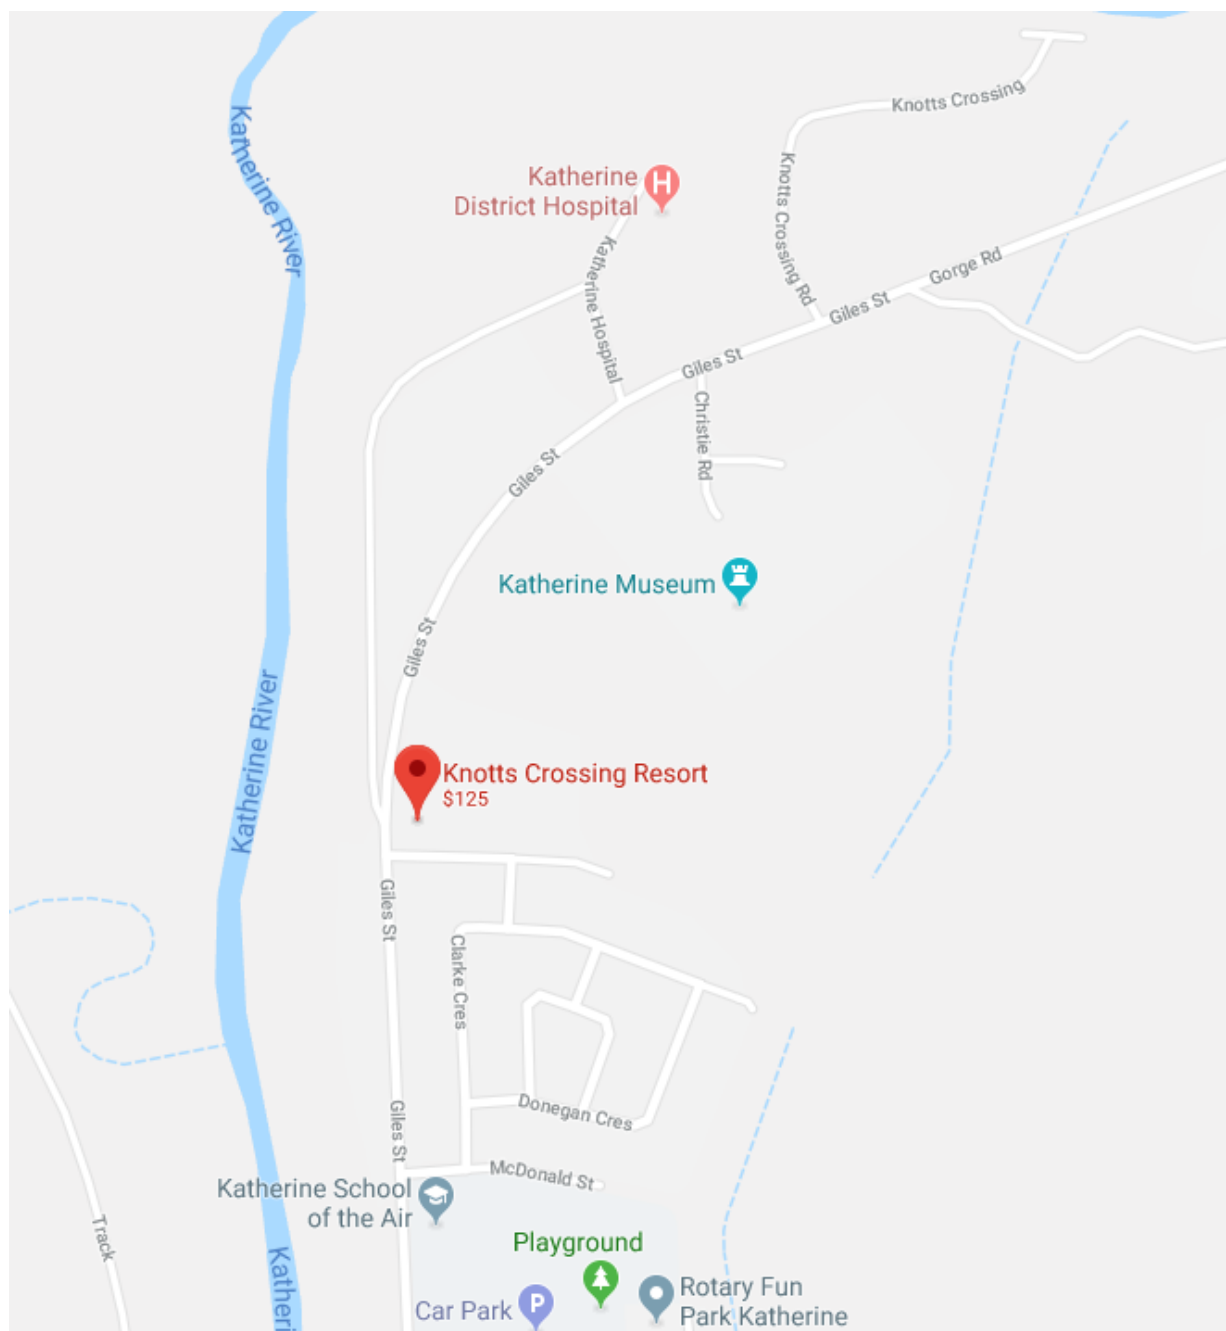 Knotts Crossing
Katherine River
Katherine
District Hospital
Knotts Crossing Rd
Katherine Hospital
Gorge Rd
Giles St
Giles St
Christie Rd
Giles St
Katherine Museum
Giles St
Katherine River
Knotts Crossing Resort
$125
Giles St
Clarke Cres
Donegan Cres
Giles St
McDonald St
Katherine School
of the Air
Track
Playground
Katheri
Rotary Fun
Park Katherine
Car Park
P
H